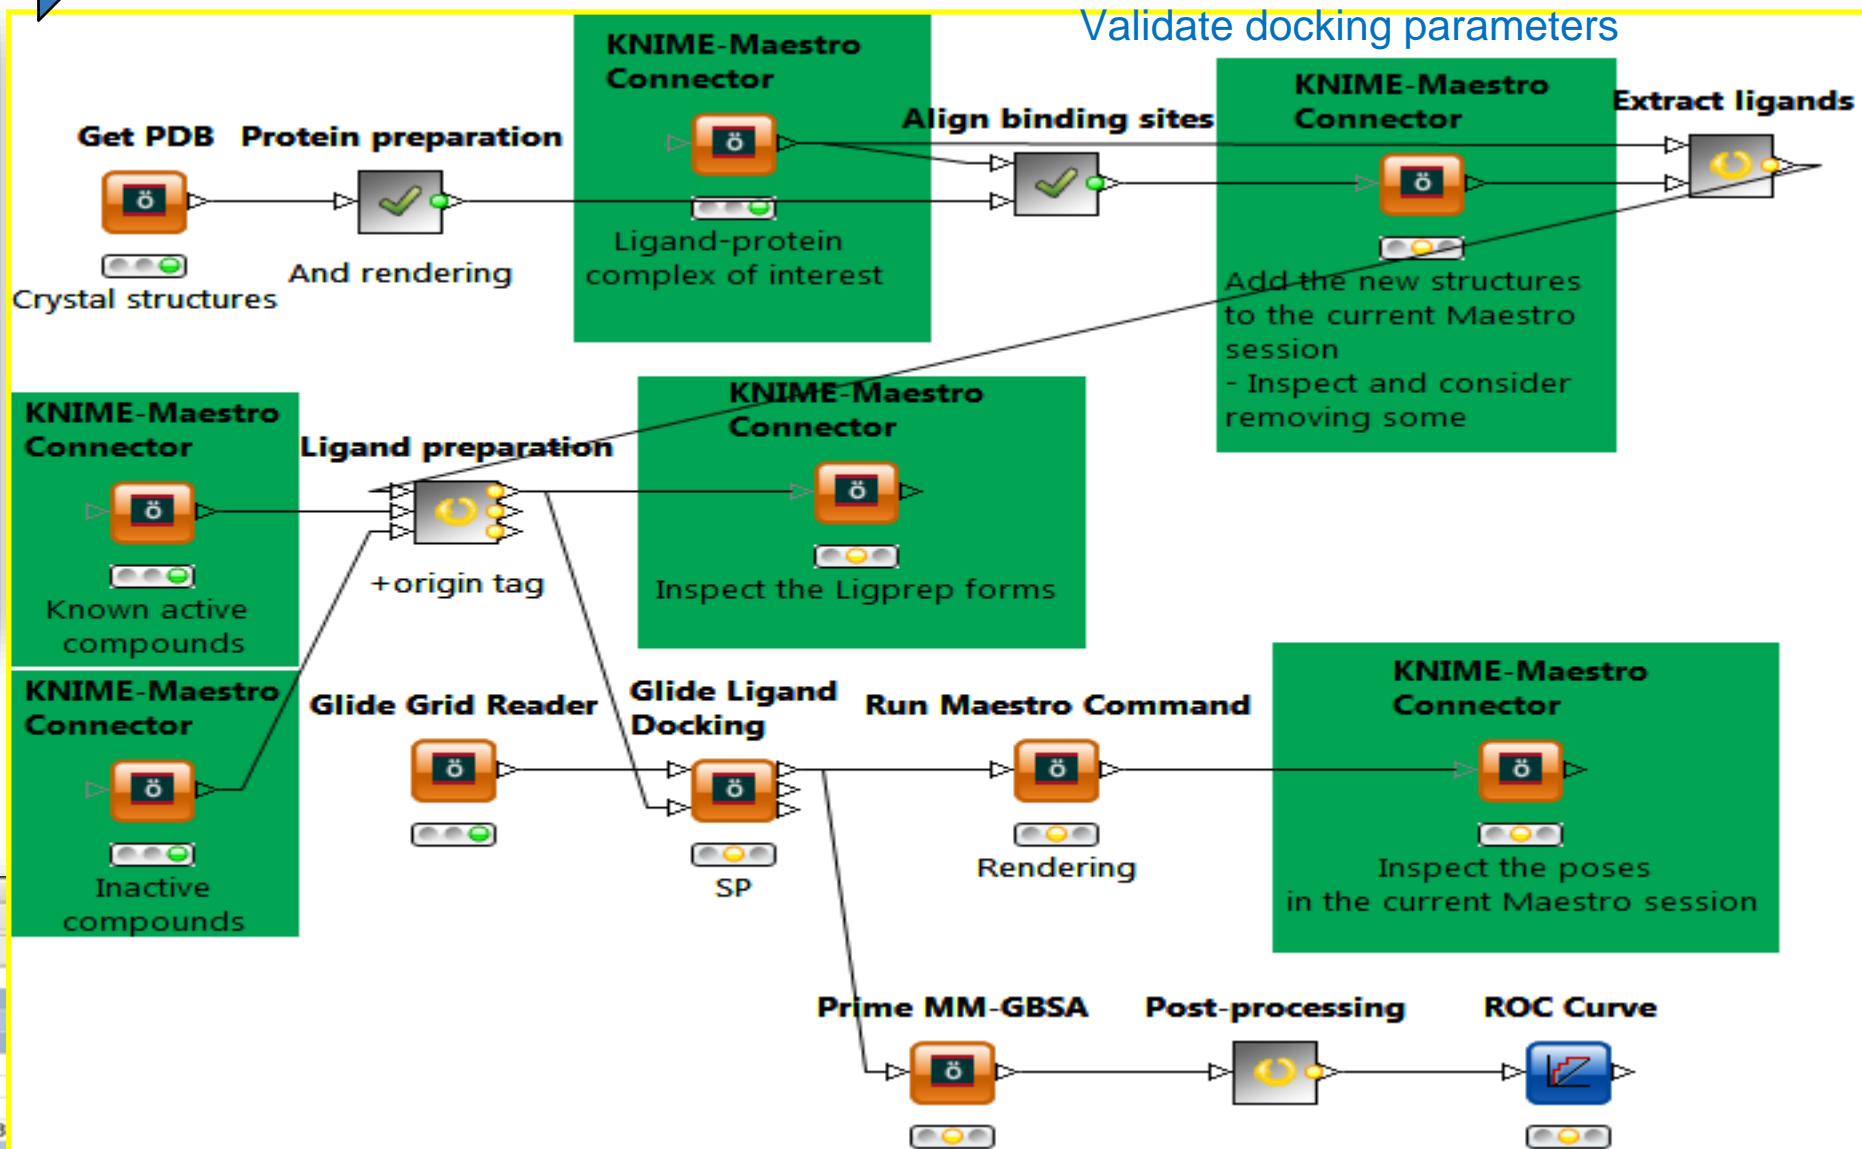 Validate docking parameters
KNIME-Maestro
Connector
KNIME-Maestro
Connector
Extract ligands
Get PDB
Protein preparation
Align binding sites
ö
ö
ö
Ligand-protein
complex of interest
And rendering
Crystal structures
Add the new structures
to the current Maestro
session
- Inspect and consider
removing some
KNIME-Maestro
Connector
Ligand preparation
KNIME-Maestro
Connector
ö
ö
+origin tag
Inspect the Ligprep forms
Known active
compounds
KNIME-Maestro
Connector
Glide Grid Reader
Glide Ligand
Docking
Run Maestro Command
KNIME-Maestro
Connector
ö
ö
ö
ö
ö
Inactive
compounds
SP
Rendering
Inspect the poses
in the current Maestro session
Prime MM-GBSA
Post-processing
ROC Curve
ö